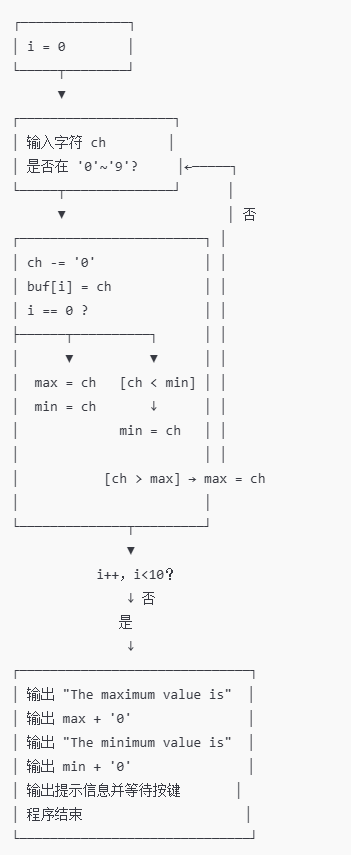 i = 0
输入字符 ch
是否在 '0'~'9'?
否
ch -= '0'
buf[i] = ch
i == 0 ?
max = ch [ch < min]
min = ch ↓
min = ch
[ch > max] → max = ch
i++, i<10?
↓ 否
是
↓
输出 "The maximum value is"
输出 max + '0'
输出 "The minimum value is"
输出 min + '0'
输出提示信息并等待按键
程序结束